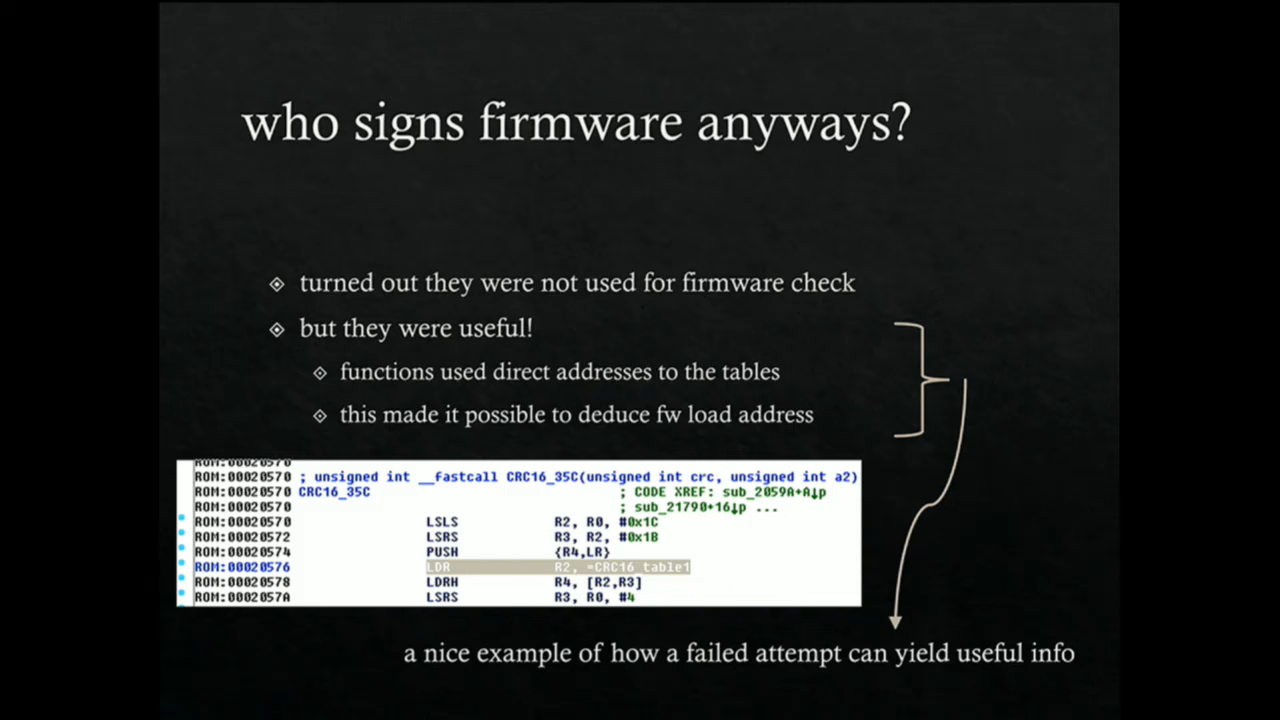 who signs firmware anyways?
turned out they were not used for firmware check
but they were useful!
functions used direct addresses to the tables
this made it possible to deduce fw load address
ROM:00020570
ROM:00020570 ; unsigned int __fastcall CRC16_35C(unsigned int crc, unsigned int a2)
ROM:00020570 CRC16_35C ; CODE XREF: sub_2059A+A↓p
ROM:00020570 ; sub_21790+16↓p ...
ROM:00020570 LSLS R2, R0, #0x1C
ROM:00020572 LSRS R3, R2, #0x1B
ROM:00020574 PUSH {R4,LR}
ROM:00020576 LDR R2, =CRC16_table1
ROM:00020578 LDRH R4, [R2,R3]
ROM:0002057A LSRS R3, R0, #4
a nice example of how a failed attempt can yield useful info